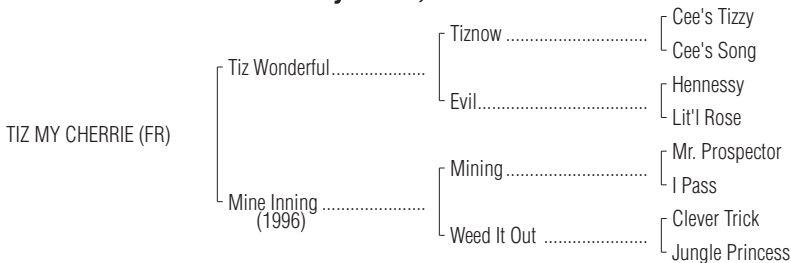 Cee's Tizzy
Tiznow ................................
Cee's Song
Tiz Wonderful.....................
Hennessy
Evil.......................................
Lit'l Rose
TIZ MY CHERRIE (FR)
Mr. Prospector
Mining ................................
I Pass
Mine Inning .......................
(1996)
Clever Trick
Weed It Out .......................
Jungle Princess